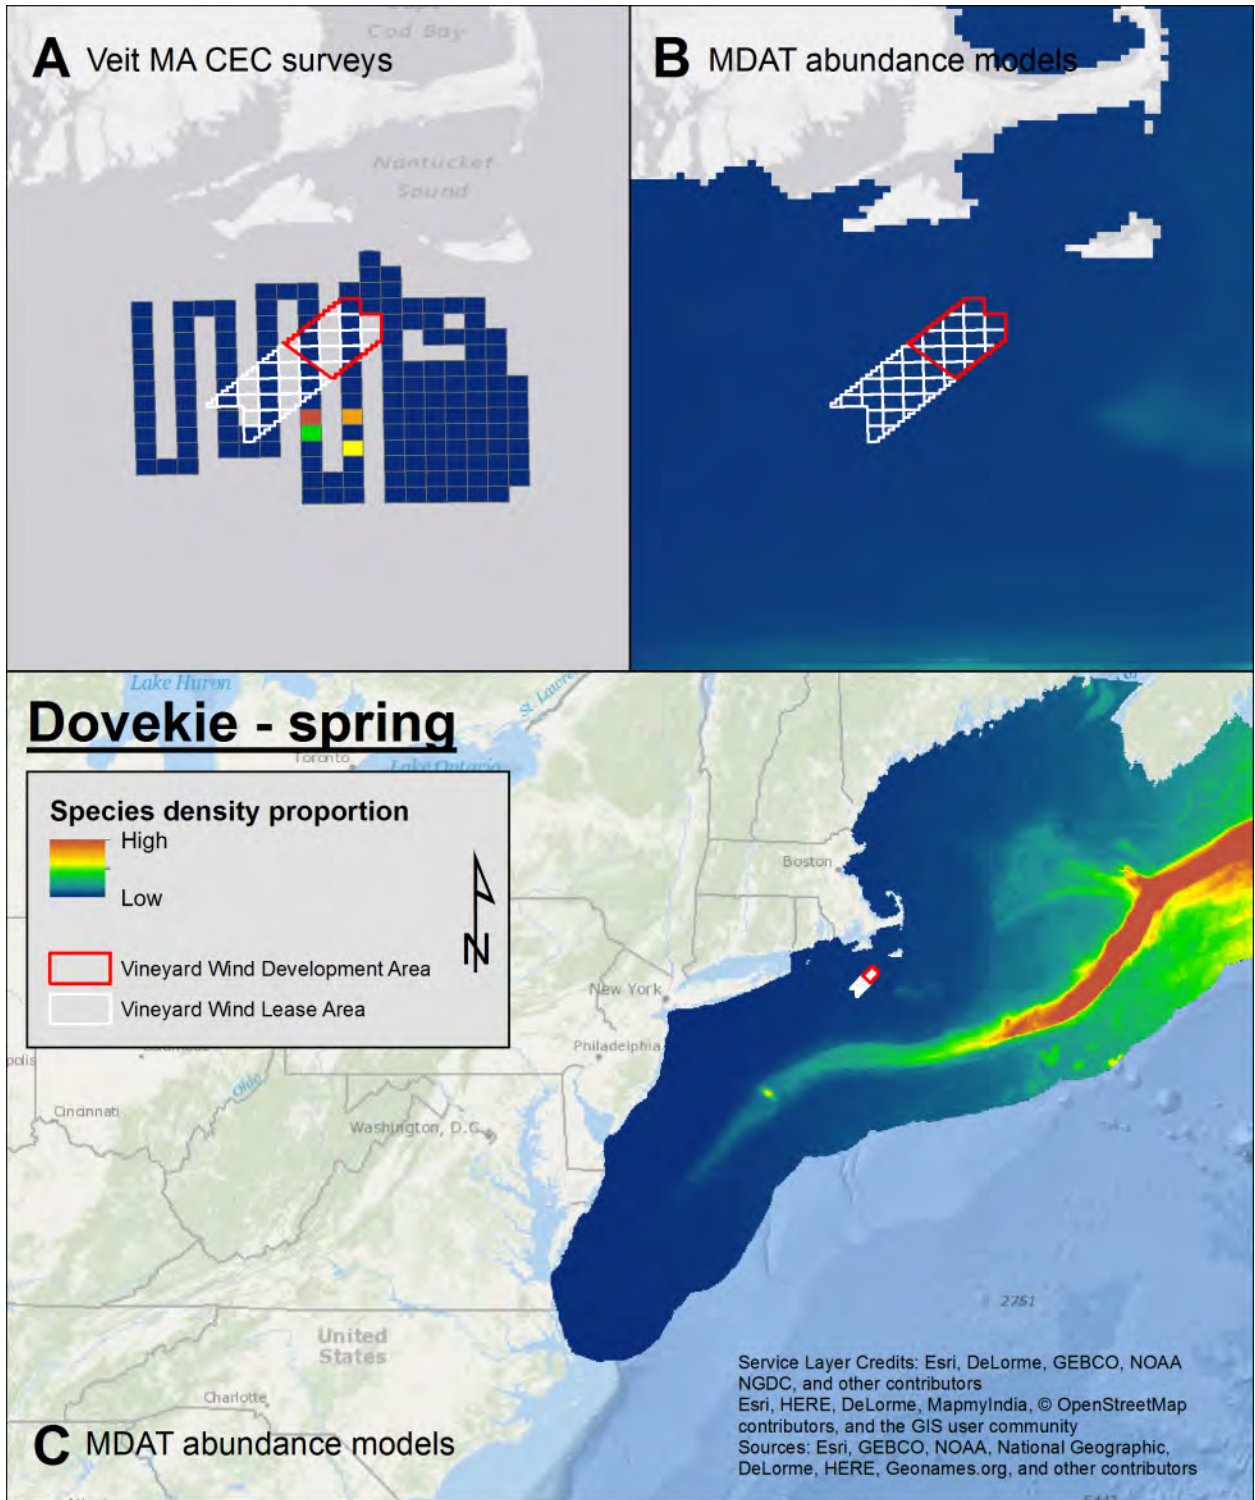 Cape
Cod Bay
A Veit MA CEC surveys
B MDAT abundance models
Nantucket
Sound
Lake Huron
St. Lawre
Dovekie - spring
Toronto
Lake Ontario
Species density proportion
High
Low
N
Vineyard Wind Development Area
Vineyard Wind Lease Area
Boston
New York
Philadelphia
polis
Columbus
Ohio
Cincinnati
Washington, D.C.
2751
United
States
Charlotte
Service Layer Credits: Esri, DeLorme, GEBCO, NOAA
NGDC, and other contributors
Esri, HERE, DeLorme, MapmyIndia, © OpenStreetMap
contributors, and the GIS user community
Sources: Esri, GEBCO, NOAA, National Geographic,
DeLorme, HERE, Geonames.org, and other contributors
C MDAT abundance models